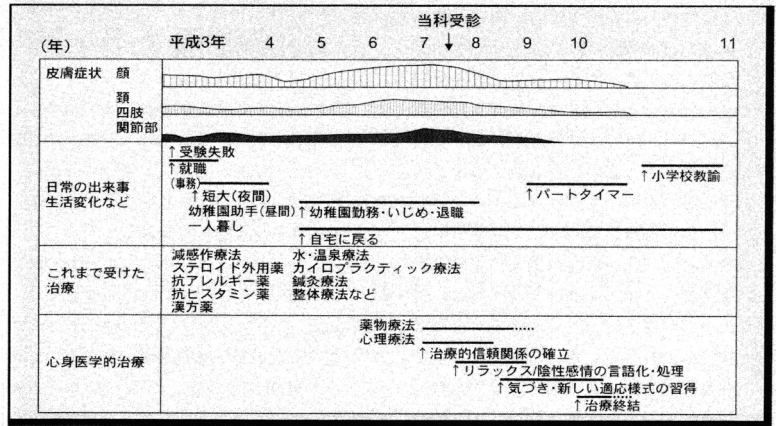 当科受診
(年) 平成3年 4 5 6 7 ↓ 8 9 10 11
皮膚症状 顔
頚
四肢
関節部
日常の出来事
生活変化など
↑受験失敗
↑就職
(事務)
↑短大(夜間)
幼稚園助手(昼間)
一人暮し
↑幼稚園勤務・いじめ・退職
↑自宅に戻る
↑パートタイマー
↑小学校教諭
これまで受けた
治療
減感作療法
ステロイド外用薬
抗アレルギー薬
抗ヒスタミン薬
漢方薬
水・温泉療法
カイロプラクティック療法
鍼灸療法
整体療法など
心身医学的治療
薬物療法
心理療法
↑治療的信頼関係の確立
↑リラックス/陰性感情の言語化・処理
↑気づき・新しい適応様式の習得
↑治療終結